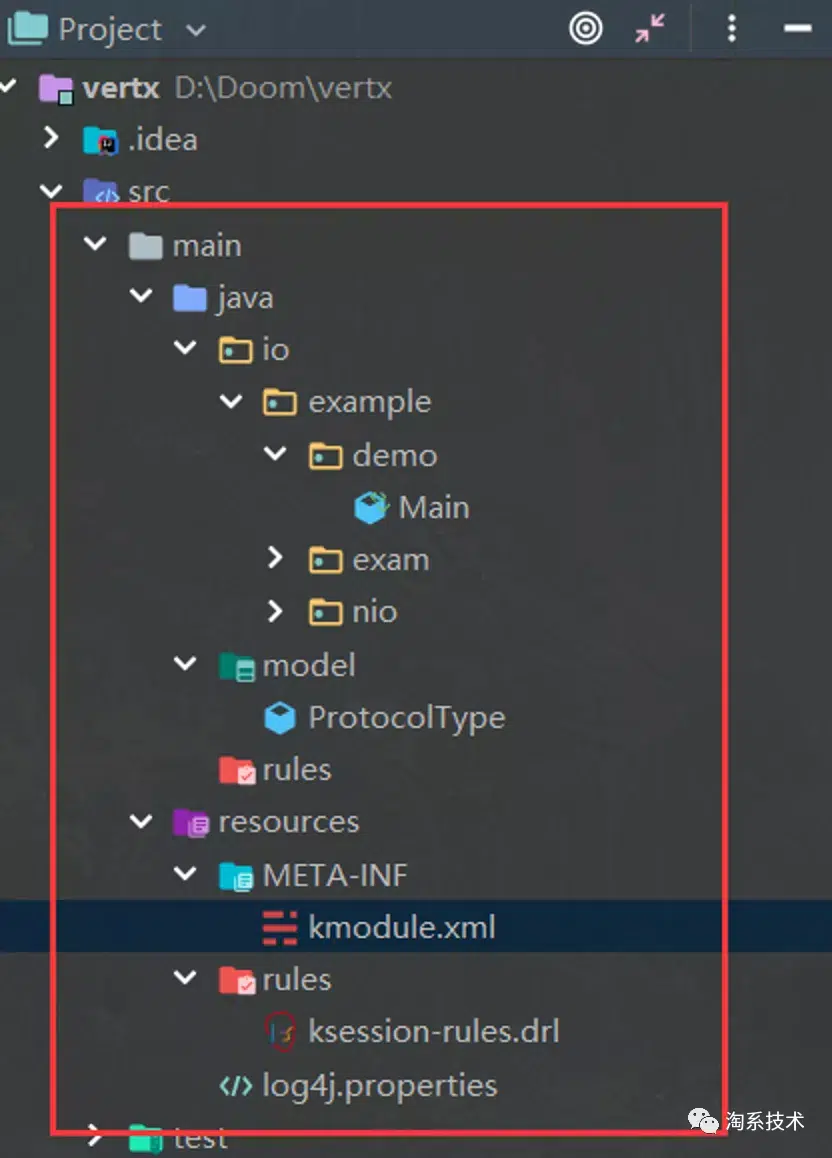 Project
vertx D:\Doom\vertx
.idea
src
main
java
io
example
demo
Main
exam
nio
model
ProtocolType
rules
resources
META-INF
kmodule.xml
rules
ksession-rules.drl
log4j.properties
淘系技术
test